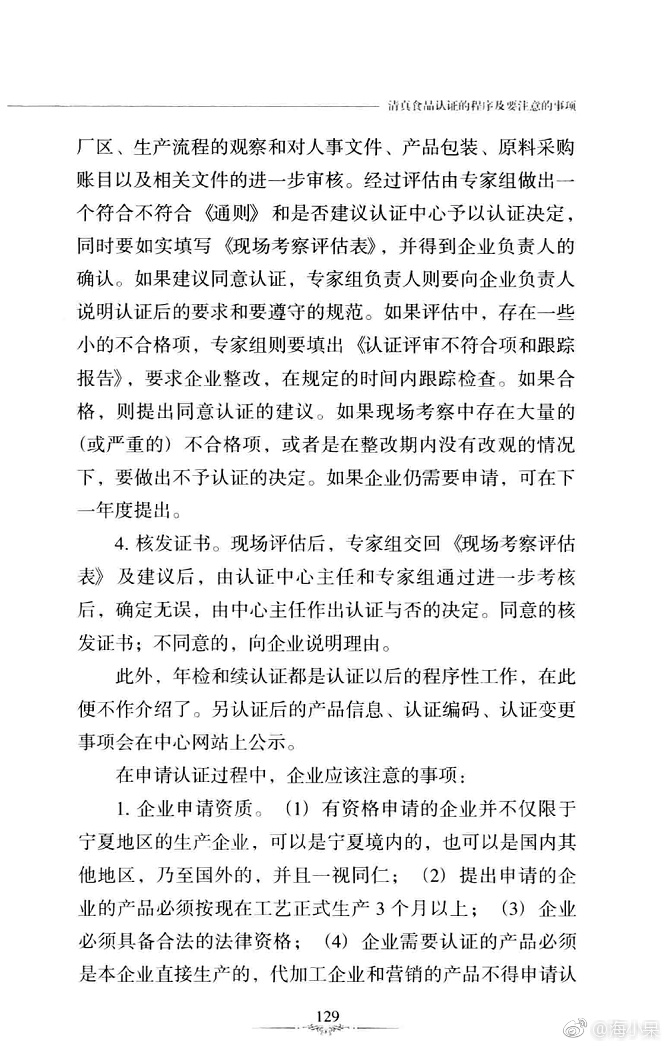 清真食品认证的程序及要注意的事项
厂区、生产流程的观察和对人事文件、产品包装、原料采购
账目以及相关文件的进一步审核。经过评估由专家组做出一
个符合不符合《通则》和是否建议认证中心予以认证决定，
同时要如实填写《现场考察评估表》，并得到企业负责人的
确认。如果建议同意认证，专家组负责人则要向企业负责人
说明认证后的要求和要遵守的规范。如果评估中，存在一些
小的不合格项，专家组则要填出《认证评审不符合项和跟踪
报告》，要求企业整改，在规定的时间内跟踪检查。如果合
格，则提出同意认证的建议。如果现场考察中存在大量的
（或严重的）不合格项，或者是在整改期内没有改观的情况
下，要做出不予认证的决定。如果企业仍需要申请，可在下
一年度提出。
4. 核发证书。现场评估后，专家组交回《现场考察评估
表》及建议后，由认证中心主任和专家组通过进一步考核
后，确定无误，由中心主任作出认证与否的决定。同意的核
发证书；不同意的，向企业说明理由。
此外，年检和续认证都是认证以后的程序性工作，在此
便不作介绍了。另认证后的产品信息、认证编码、认证变更
事项会在中心网站上公示。
在申请认证过程中，企业应该注意的事项：
1. 企业申请资质。（1）有资格申请的企业并不仅限于
宁夏地区的生产企业，可以是宁夏境内的，也可以是国内其
他地区，乃至国外的，并且一视同仁；（2）提出申请的企
业的产品必须按现在工艺正式生产 3 个月以上；（3）企业
必须具备合法的法律资格；（4）企业需要认证的产品必须
是本企业直接生产的，代加工企业和营销的产品不得申请认
129
@海小杲